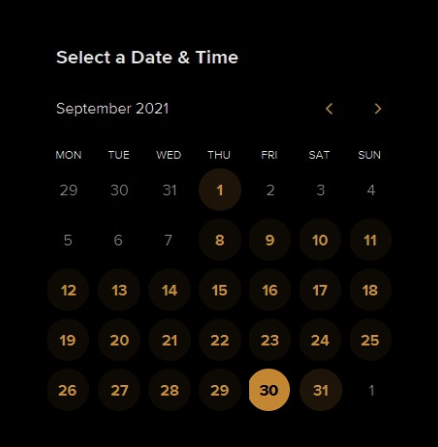 Select a Date & Time
September 2021
MON TUE WED THU FRI SAT SUN
29 30 31 1 2 3 4
5 6 7 8 9 10 11
12 13 14 15 16 17 18
19 20 21 22 23 24 25
26 27 28 29 30 31 1